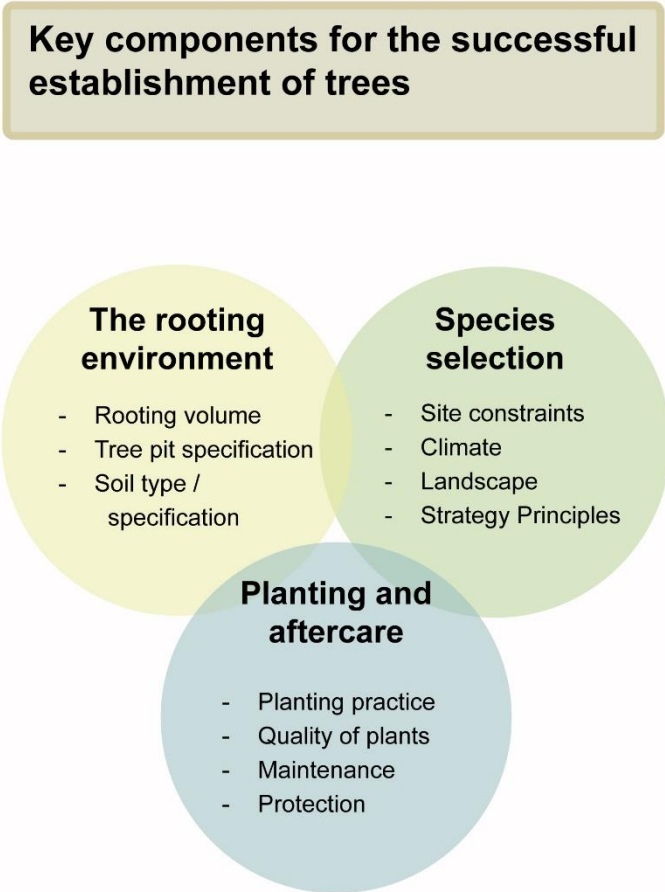 Key components for the successful
establishment of trees
The rooting
environment
- Rooting volume
- Tree pit specification
- Soil type /
specification
Species
selection
- Site constraints
- Climate
- Landscape
- Strategy Principles
Planting and
aftercare
- Planting practice
- Quality of plants
- Maintenance
- Protection